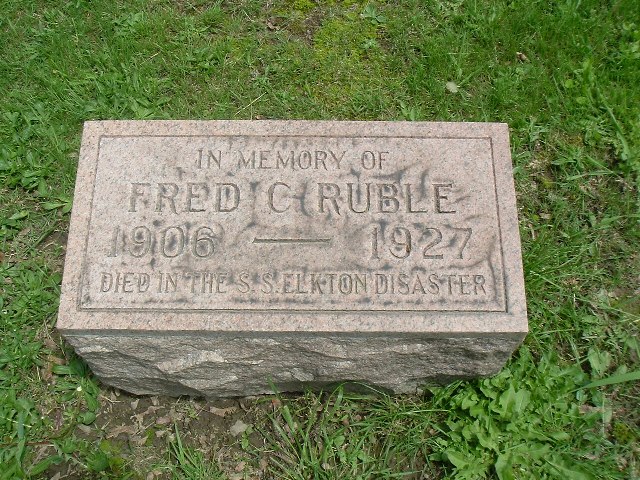 IN MEMORY OF
FRED C RUBLE
1906 — 1927
DIED IN THE S.S. ELKTON DISASTER